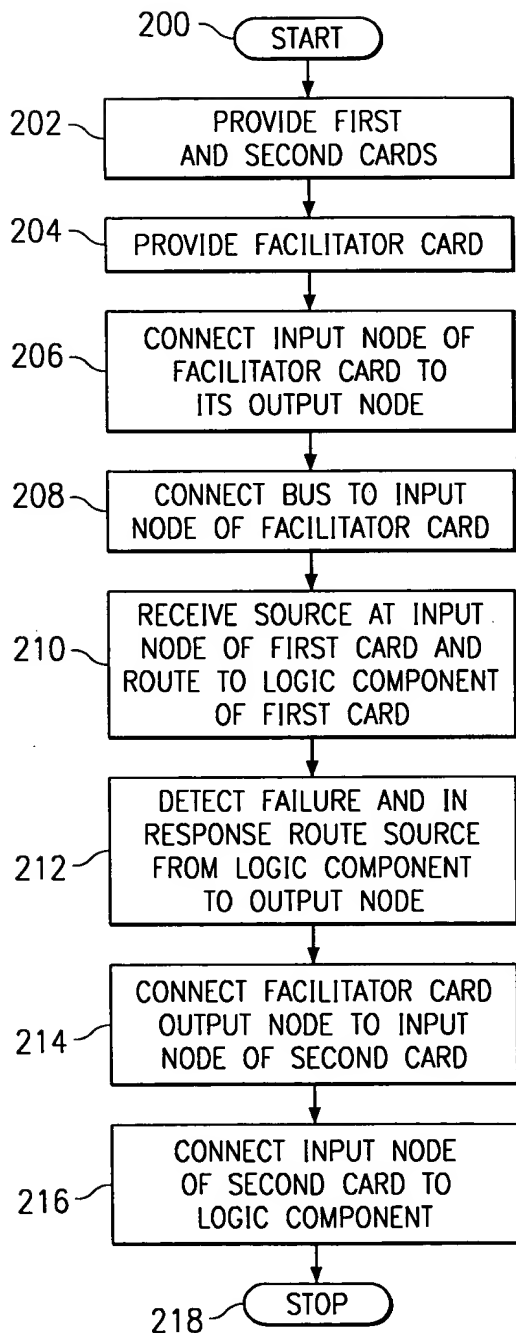 200
START
202
PROVIDE FIRST
AND SECOND CARDS
204
PROVIDE FACILITATOR CARD
206
CONNECT INPUT NODE OF
FACILITATOR CARD TO
ITS OUTPUT NODE
208
CONNECT BUS TO INPUT
NODE OF FACILITATOR CARD
210
RECEIVE SOURCE AT INPUT
NODE OF FIRST CARD AND
ROUTE TO LOGIC COMPONENT
OF FIRST CARD
212
DETECT FAILURE AND IN
RESPONSE ROUTE SOURCE
FROM LOGIC COMPONENT
TO OUTPUT NODE
214
CONNECT FACILITATOR CARD
OUTPUT NODE TO INPUT
NODE OF SECOND CARD
216
CONNECT INPUT NODE
OF SECOND CARD TO
LOGIC COMPONENT
218
STOP